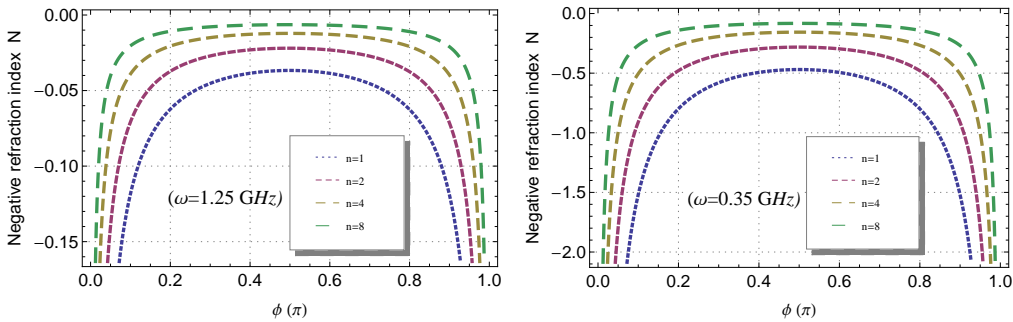 0.00
−0.05
−0.10
−0.15
0.0 0.2 0.4 0.6 0.8 1.0
Negative refraction index N
ϕ (π)
(ω=1.25 GHz)
n=1
n=2
n=4
n=8
0.0
−0.5
−1.0
−1.5
−2.0
0.0 0.2 0.4 0.6 0.8 1.0
Negative refraction index N
ϕ (π)
(ω=0.35 GHz)
n=1
n=2
n=4
n=8